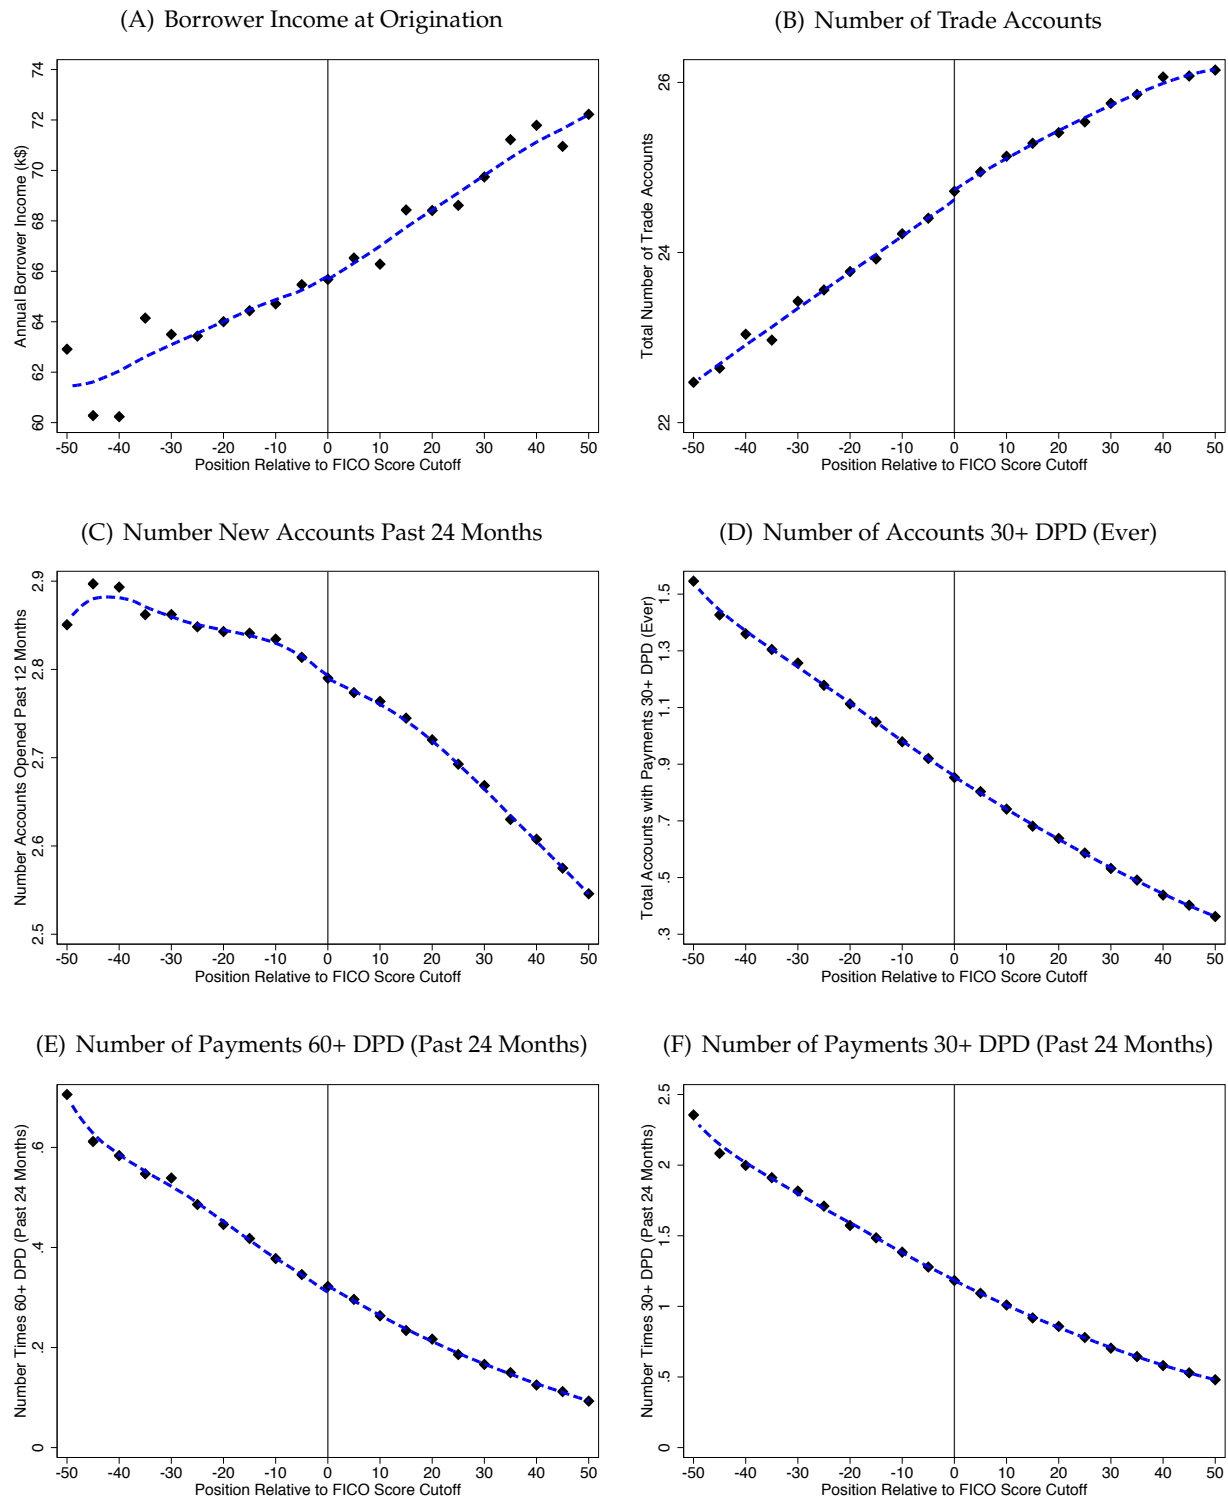 (A) Borrower Income at Origination
Annual Borrower Income (k$)
74
72
70
68
66
64
62
60
-50 -40 -30 -20 -10 0 10 20 30 40 50
Position Relative to FICO Score Cutoff
(B) Number of Trade Accounts
Total Number of Trade Accounts
26
24
22
-50 -40 -30 -20 -10 0 10 20 30 40 50
Position Relative to FICO Score Cutoff
(C) Number New Accounts Past 24 Months
Number Accounts Opened Past 12 Months
2.9
2.8
2.7
2.6
2.5
-50 -40 -30 -20 -10 0 10 20 30 40 50
Position Relative to FICO Score Cutoff
(D) Number of Accounts 30+ DPD (Ever)
Total Accounts with Payments 30+ DPD (Ever)
1.5
1.3
1.1
.9
.7
.5
.3
-50 -40 -30 -20 -10 0 10 20 30 40 50
Position Relative to FICO Score Cutoff
(E) Number of Payments 60+ DPD (Past 24 Months)
Number Times 60+ DPD (Past 24 Months)
.6
.4
.2
0
-50 -40 -30 -20 -10 0 10 20 30 40 50
Position Relative to FICO Score Cutoff
(F) Number of Payments 30+ DPD (Past 24 Months)
Number Times 30+ DPD (Past 24 Months)
2.5
2
1.5
1
.5
0
-50 -40 -30 -20 -10 0 10 20 30 40 50
Position Relative to FICO Score Cutoff